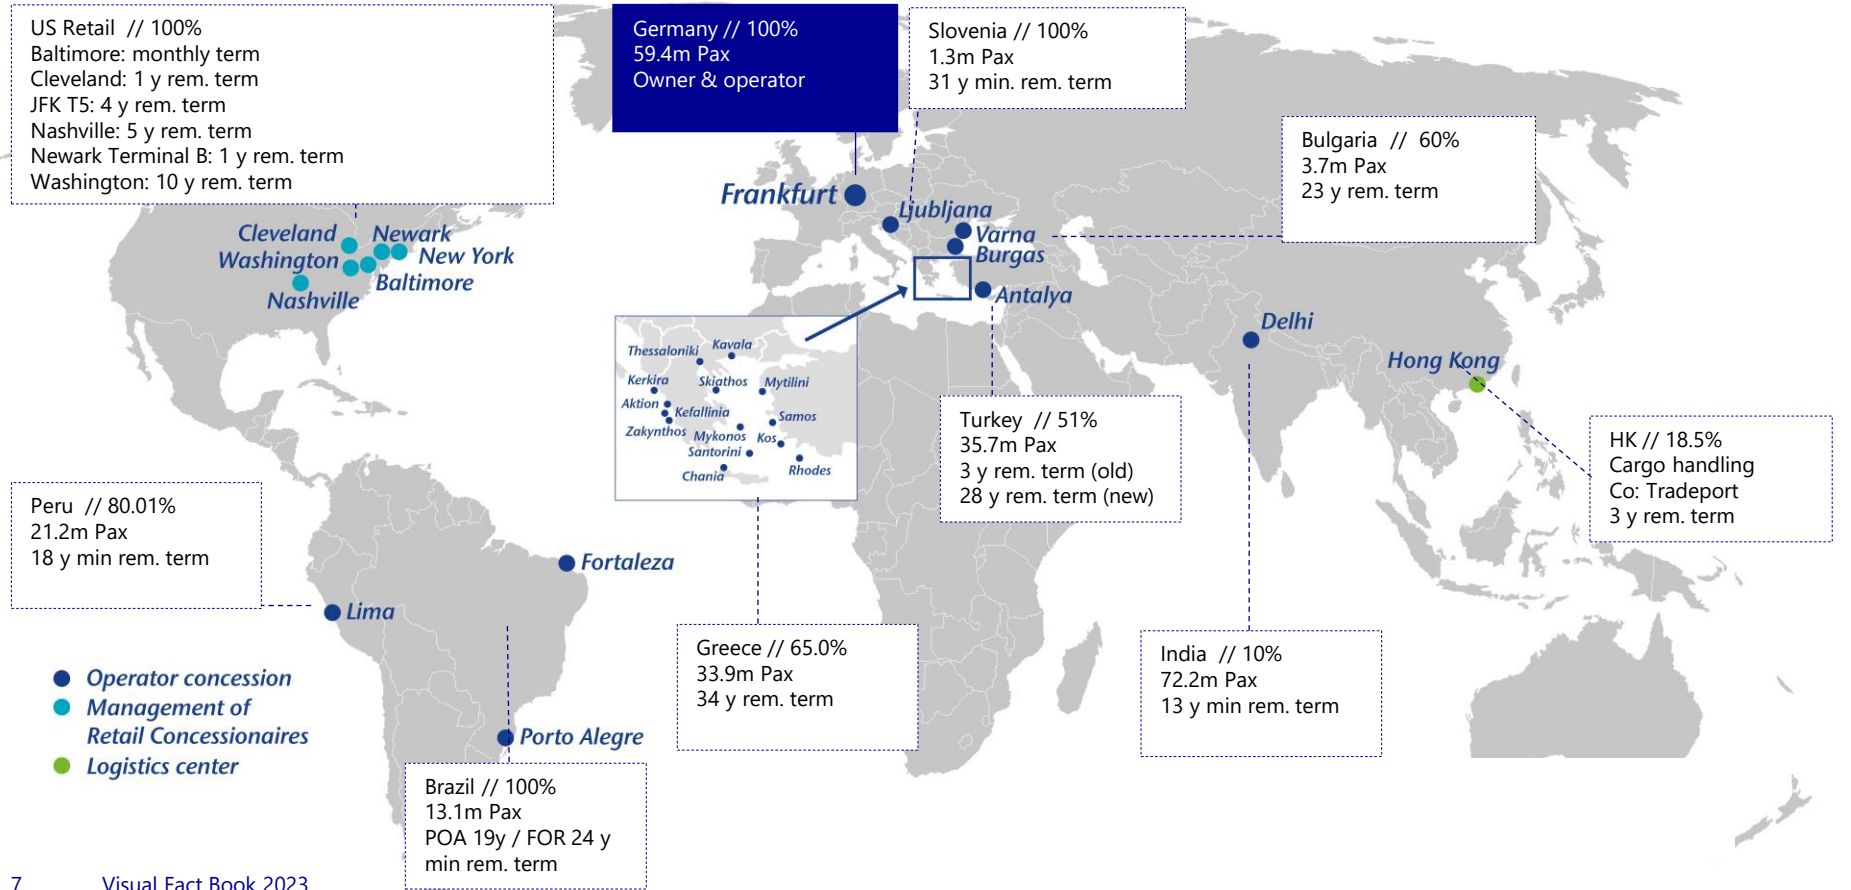 US Retail // 100%
Baltimore: monthly term
Cleveland: 1 y rem. term
JFK T5: 4 y rem. term
Nashville: 5 y rem. term
Newark Terminal B: 1 y rem. term
Washington: 10 y rem. term
Germany // 100%
59.4m Pax
Owner & operator
Slovenia // 100%
1.3m Pax
31 y min. rem. term
Bulgaria // 60%
3.7m Pax
23 y rem. term
Frankfurt
Ljubljana
Varna
Burgas
Antalya
Cleveland
Newark
Washington
New York
Baltimore
Nashville
Delhi
Hong Kong
Thessaloniki
Kavala
Kerkira
Skiathos
Mytilini
Aktion
Kefallinia
Samos
Zakynthos
Mykonos
Kos
Santorini
Rhodes
Chania
Turkey // 51%
35.7m Pax
3 y rem. term (old)
28 y rem. term (new)
HK // 18.5%
Cargo handling
Co: Tradeport
3 y rem. term
Peru // 80.01%
21.2m Pax
18 y min rem. term
Fortaleza
Lima
Greece // 65.0%
33.9m Pax
34 y rem. term
India // 10%
72.2m Pax
13 y min rem. term
Operator concession
Management of
Retail Concessionaires
Logistics center
Porto Alegre
Brazil // 100%
13.1m Pax
POA 19y / FOR 24 y
min rem. term
7 Visual Fact Book 2023